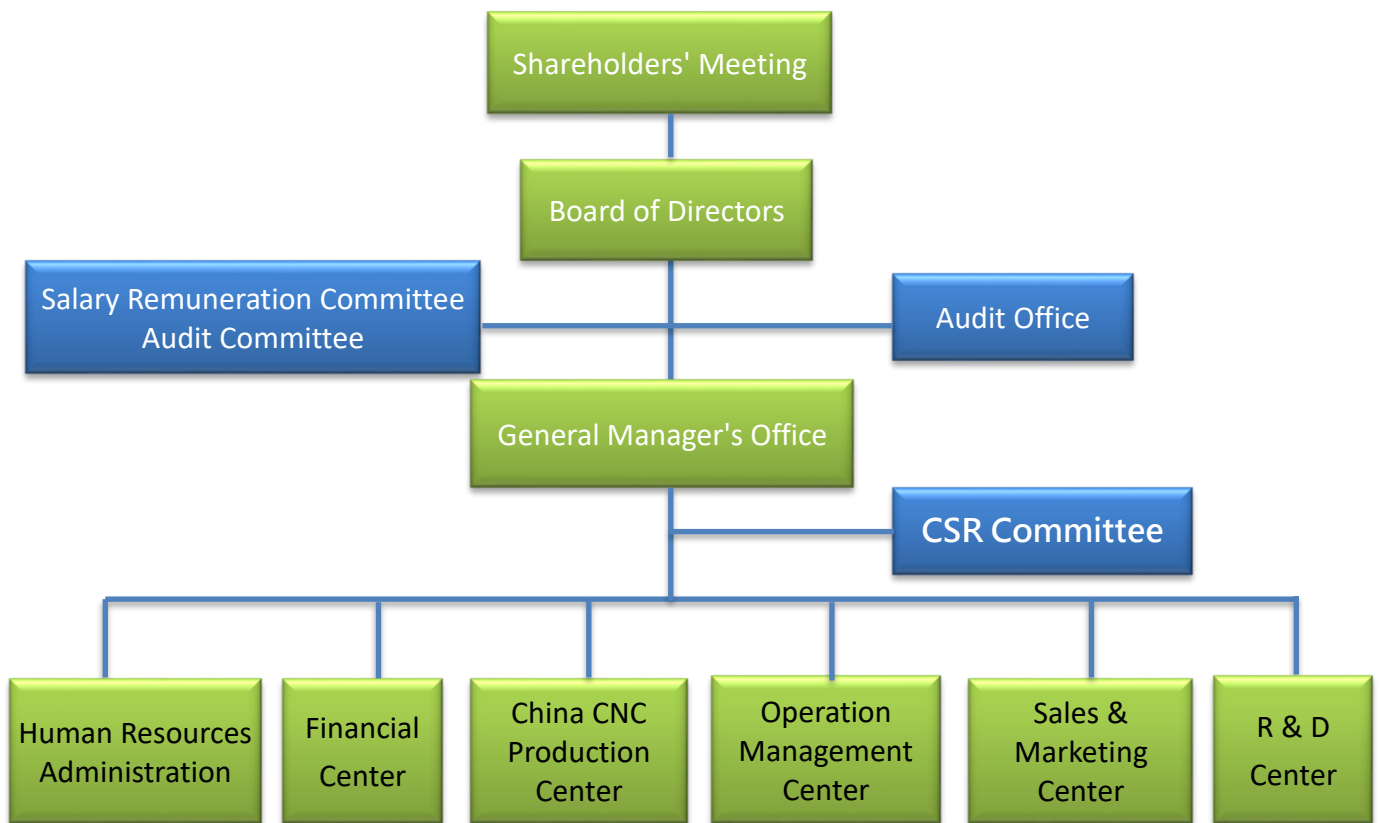 Shareholders' Meeting
Board of Directors
Salary Remuneration Committee
Audit Committee
Audit Office
General Manager's Office
CSR Committee
Human Resources
Administration
Financial
Center
China CNC
Production
Center
Operation
Management
Center
Sales &
Marketing
Center
R & D
Center